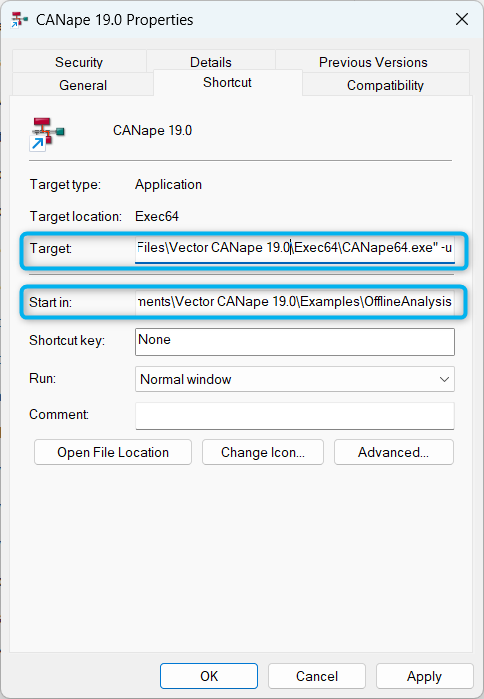 CANape 19.0 Properties
Security Details Previous Versions
General Shortcut Compatibility
CANape 19.0
Target type: Application
Target location: Exec64
Target: Files\Vector CANape 19.0\Exec64\CANape64.exe" -u
Start in: ments\Vector CANape 19.0\Examples\OfflineAnalysis
Shortcut key: None
Run: Normal window
Comment:
Open File Location Change Icon... Advanced...
OK Cancel Apply